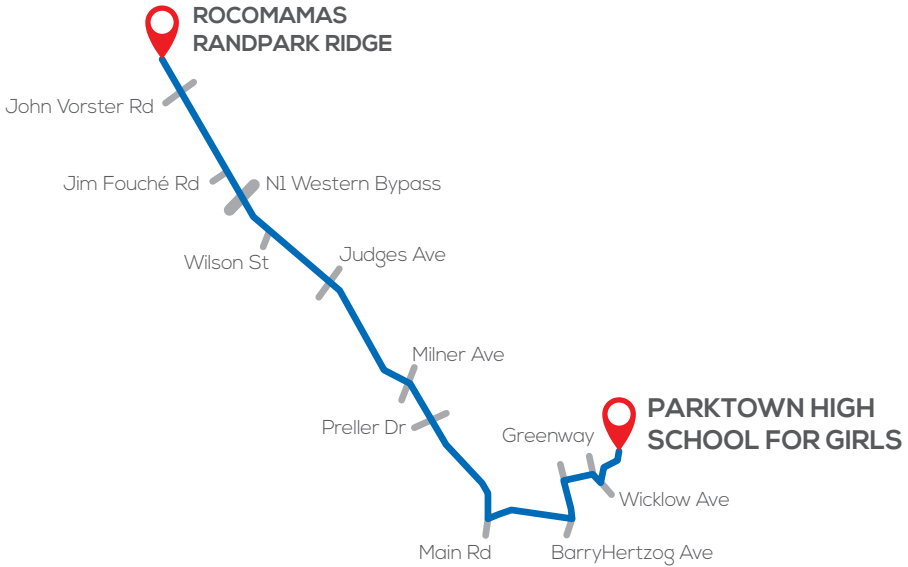 ROCOMAMAS
RANDPARK RIDGE
John Vorster Rd
Jim Fouché Rd
N1 Western Bypass
Wilson St
Judges Ave
Milner Ave
Preller Dr
PARKTOWN HIGH
SCHOOL FOR GIRLS
Greenway
Wicklow Ave
Main Rd
BarryHertzog Ave